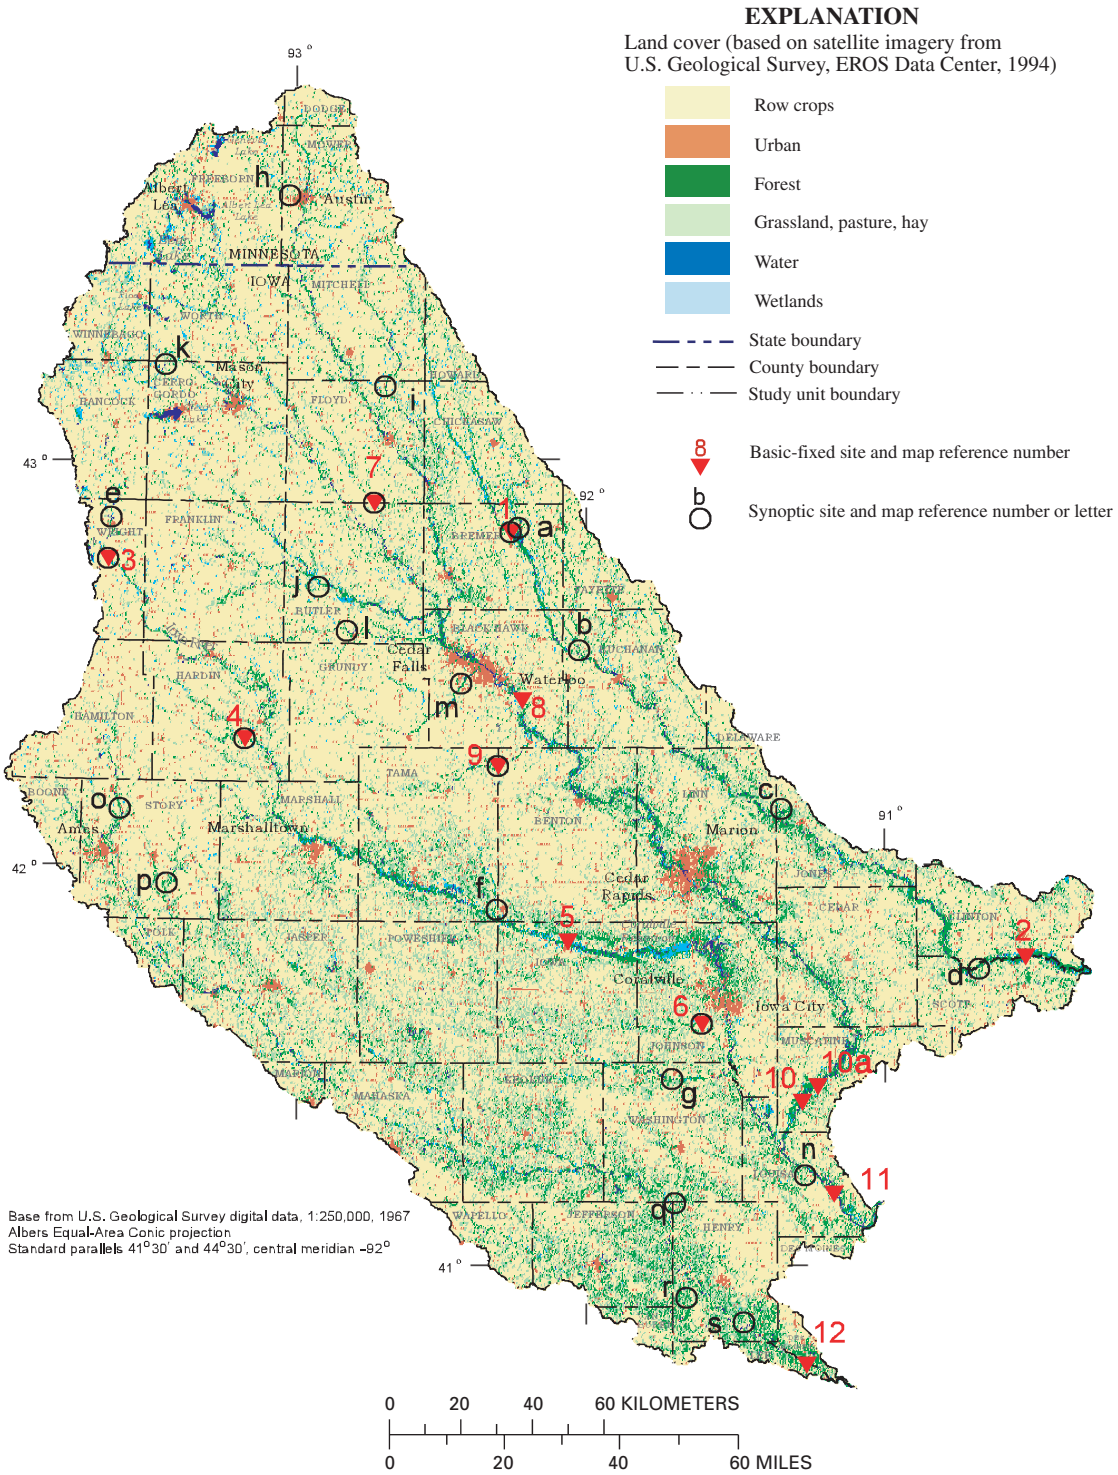 EXPLANATION
Land cover (based on satellite imagery from
U.S. Geological Survey, EROS Data Center, 1994)
Row crops
Urban
Forest
Grassland, pasture, hay
Water
Wetlands
State boundary
County boundary
Study unit boundary
8
Basic-fixed site and map reference number
b
Synoptic site and map reference number or letter
93 °
DODGE
MOWER
FREEBORN
h
Albert
Lea
Austin
Albert Lea
Lake
MINNESOTA
IOWA
MITCHELL
WORTH
WINNEBAGO
k
Mason
City
CERRO
GORDO
HANCOCK
FLOYD
i
HOWARD
CHICKASAW
43 °
7
92 °
e
WRIGHT
FRANKLIN
1
a
BREMER
3
j
BUTLER
FAYETTE
l
BLACK HAWK
b
BUCHANAN
Iowa River
Cedar
Falls
GRUNDY
HARDIN
Waterloo
m
8
HAMILTON
4
DELAWARE
9
TAMA
BOONE
o
STORY
MARSHALL
LINN
c
91 °
BENTON
Ames
Marshalltown
Marion
42 °
p
f
Cedar
Rapids
JONES
5
CEDAR
CLINTON
POLK
JASPER
POWESHIEK
2
IOWA
Coralville
d
6
Iowa City
SCOTT
JOHNSON
MUSCATINE
10a
10
MARION
MAHASKA
KEOKUK
g
WASHINGTON
n
LOUISA
11
q
WAPELLO
JEFFERSON
HENRY
DES MOINES
41 °
r
s
12
Base from U.S. Geological Survey digital data, 1:250,000, 1967
Albers Equal-Area Conic projection
Standard parallels 41°30' and 44°30', central meridian -92°
0 20 40 60 KILOMETERS
0 20 40 60 MILES